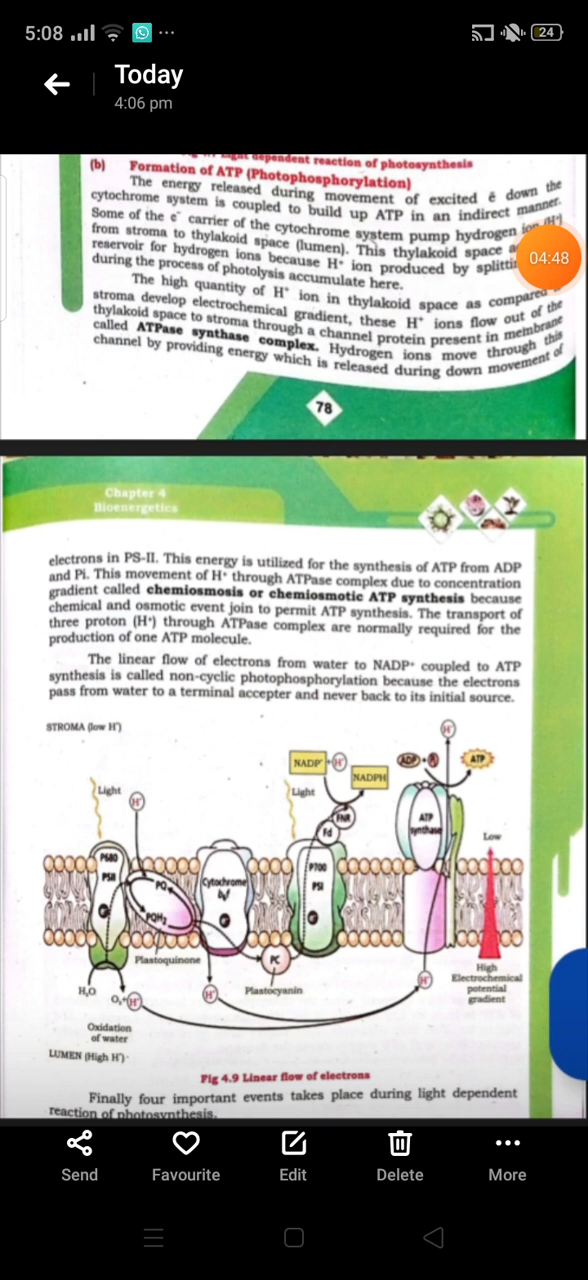 5:08
24
Today
4:06 pm
dependent reaction of photosynthesis
(b) Formation of ATP (Photophosphorylation)
The energy released during movement of excited ē down the
cytochrome system is coupled to build up ATP in an indirect manner.
Some of the e⁻ carrier of the cytochrome system pump hydrogen ion (H⁺)
from stroma to thylakoid space (lumen). This thylakoid space
reservoir for hydrogen ions because H⁺ ion produced by
04:48
during the process of photolysis accumulate here.
The high quantity of H⁺ ion in thylakoid space as compared
stroma develop electrochemical gradient, these H⁺ ions flow out of the
thylakoid space to stroma through a channel protein present in membrane
called ATPase synthase complex. Hydrogen ions move through this
channel by providing energy which is released during down movement of
78
Chapter 4
Bioenergetics
electrons in PS-II. This energy is utilized for the synthesis of ATP from ADP
and Pi. This movement of H⁺ through ATPase complex due to concentration
gradient called chemiosmosis or chemiosmotic ATP synthesis because
chemical and osmotic event join to permit ATP synthesis. The transport of
three proton (H⁺) through ATPase complex are normally required for the
production of one ATP molecule.
The linear flow of electrons from water to NADP⁺ coupled to ATP
synthesis is called non-cyclic photophosphorylation because the electrons
pass from water to a terminal accepter and never back to its initial source.
STROMA (low H⁺)
H⁺
NADP⁺ + H⁺
ADP + Pi
ATP
NADPH
Light
H⁺
Light
FNR
Fd
ATP
synthase
Low
P680
PSII
PQ
PQH₂
Cytochrome
b₆f
P700
PSI
Plastoquinone
PC
Plastocyanin
H₂O
O₂+H⁺
H⁺
H⁺
High
Electrochemical
potential
gradient
Oxidation
of water
LUMEN (High H⁺)
Fig 4.9 Linear flow of electrons
Finally four important events takes place during light dependent
reaction of photosynthesis.
Send
Favourite
Edit
Delete
More